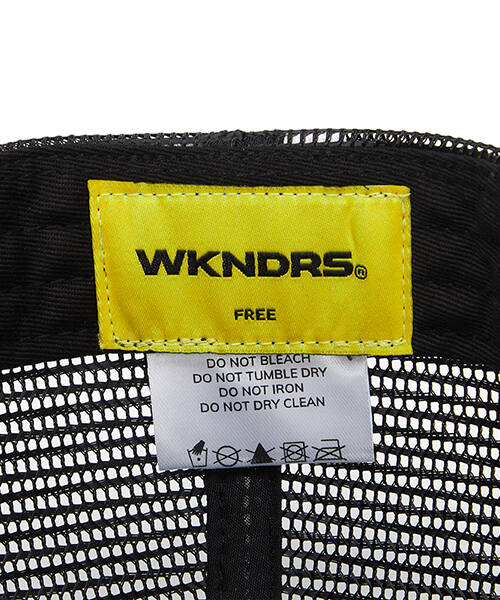 WKNDRS®
FREE
DO NOT BLEACH
DO NOT TUMBLE DRY
DO NOT IRON
DO NOT DRY CLEAN